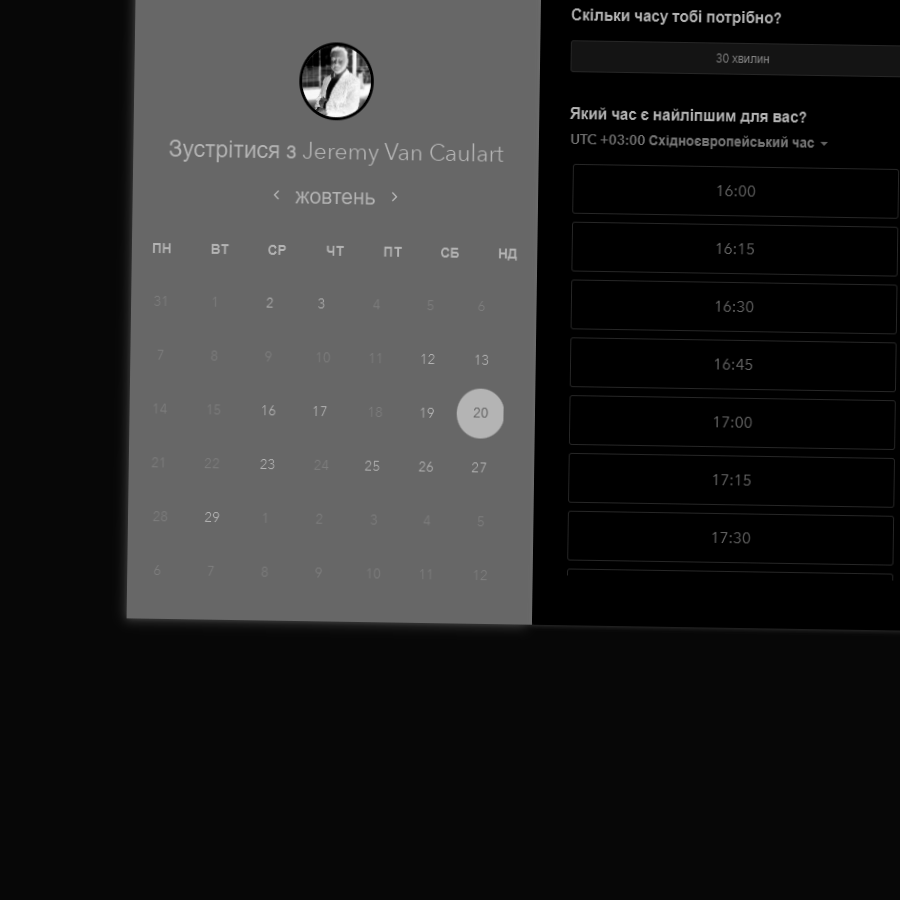 Зустрітися з Jeremy Van Caulart
‹ жовтень ›
ПН ВТ СР ЧТ ПТ СБ НД
31 1 2 3 4 5 6
7 8 9 10 11 12 13
14 15 16 17 18 19 20
21 22 23 24 25 26 27
28 29 1 2 3 4 5
6 7 8 9 10 11 12
Скільки часу тобі потрібно?
30 хвилин
Який час є найліпшим для вас?
UTC +03:00 Східноєвропейський час
16:00
16:15
16:30
16:45
17:00
17:15
17:30